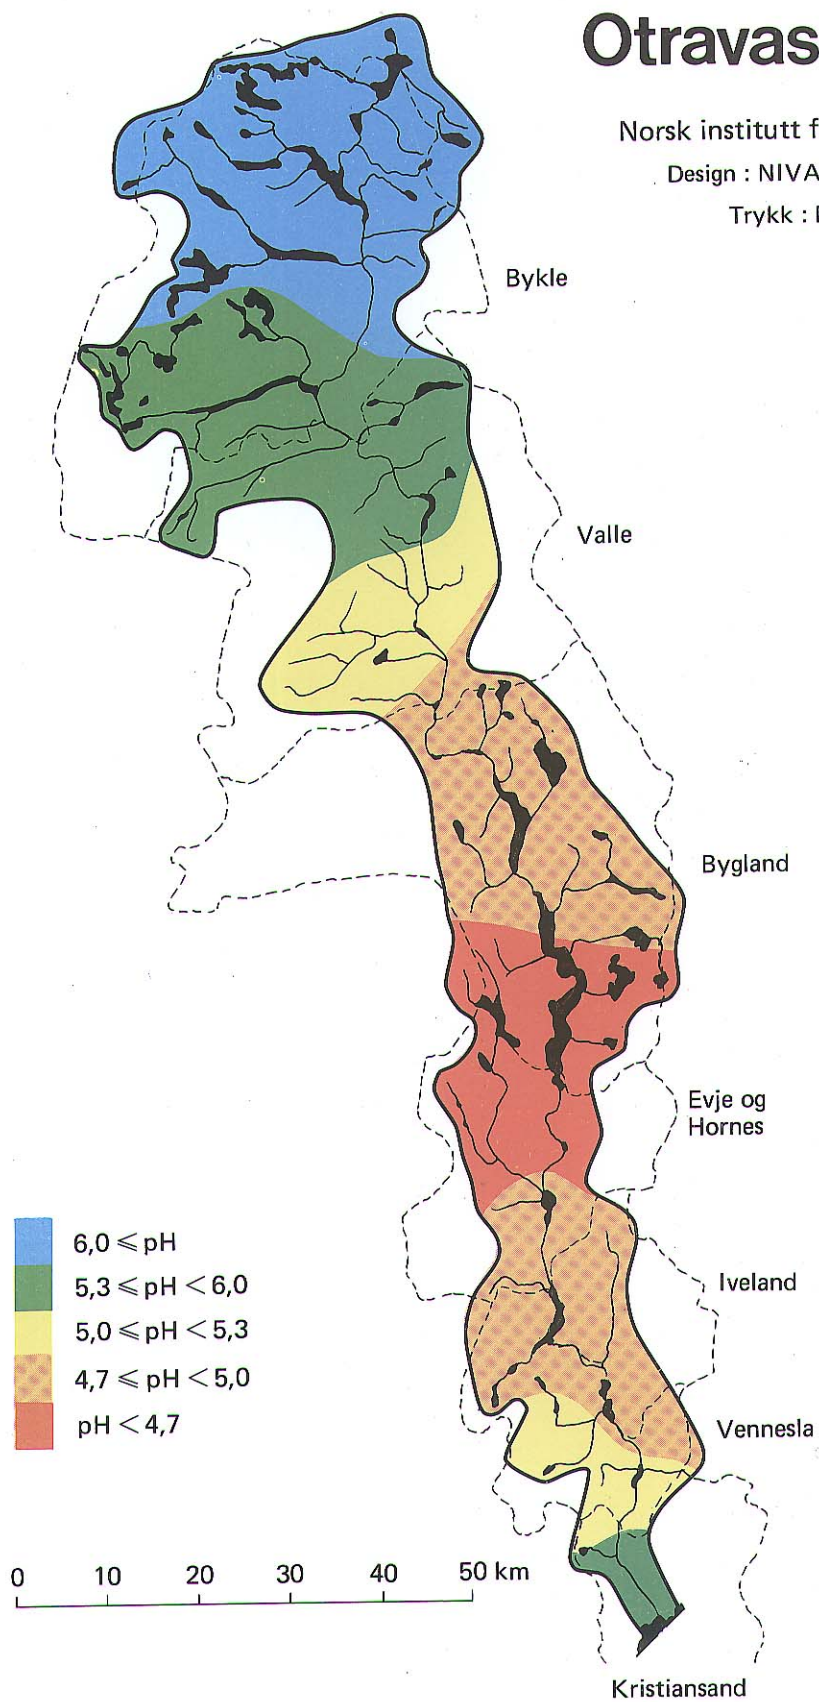 Otravas
Norsk institutt f
Design : NIVA
Trykk :
Bykle
Valle
Bygland
Evje og
Hornes
Iveland
Vennesla
Kristiansand
6,0 ≤ pH
5,3 ≤ pH < 6,0
5,0 ≤ pH < 5,3
4,7 ≤ pH < 5,0
pH < 4,7
0 10 20 30 40 50 km